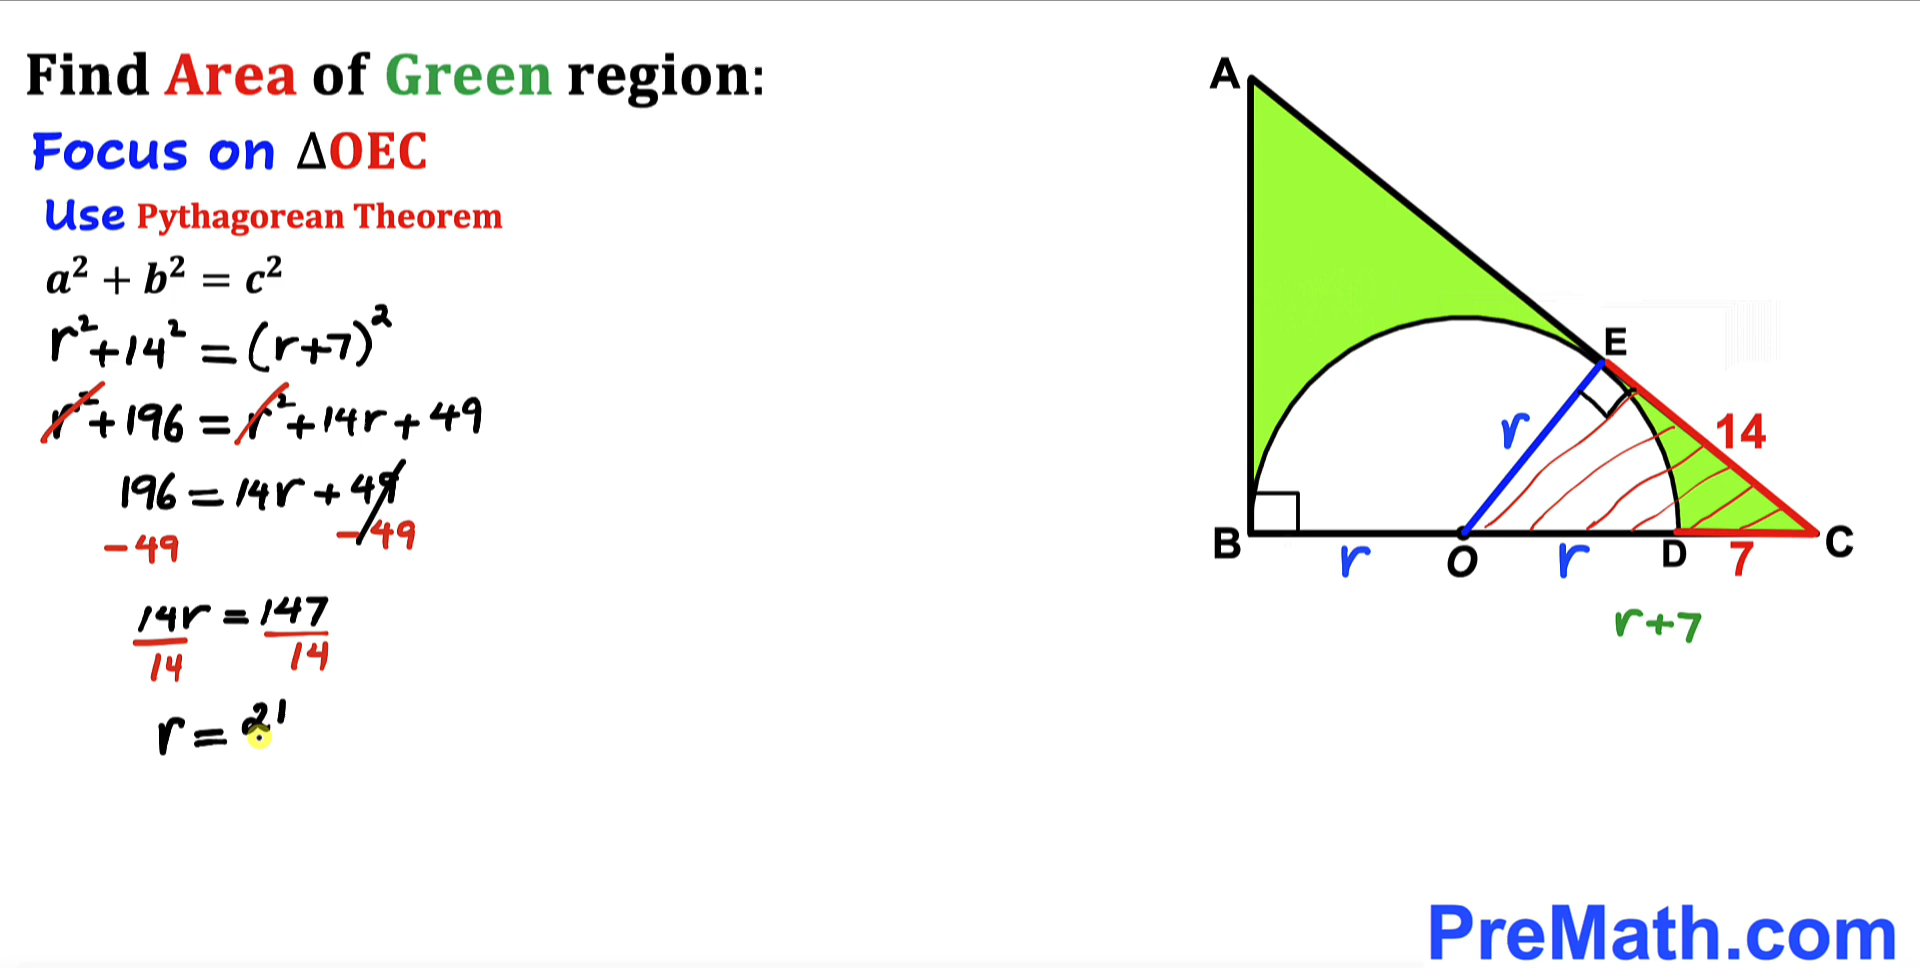 Find Area of Green region:
Focus on ΔOEC
Use Pythagorean Theorem
a² + b² = c²
r² + 14² = (r+7)²
r² + 196 = r² + 14r + 49
196 = 14r + 49
-49 -49
14r = 147
14 14
r = 21
A
E
14
r
B
r
O
r
D
7
C
r+7
PreMath.com